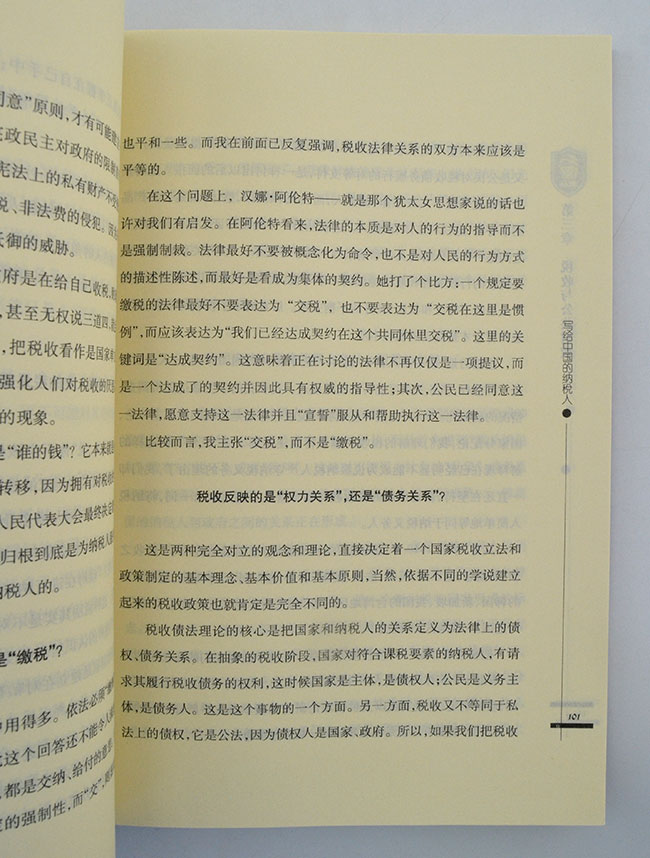 同意”原则,才有可能
在政民主对政府的限制
宪法上的私有财产不受
税、非法费的侵犯。
的威胁。
政府是在给自己收税,
,甚至无权说三道四,
,把税收看作是国家
强化人们对税收的
的现象。
是“谁的钱”?它本来
转移,因为拥有对税
人民代表大会最终决定
归根到底是为纳税人
纳税人的。
是“缴税”?
中用得多。依法必须
这个回答还不能令人
,都是交纳、给付的意思
的强制性,而“交”,
也平和一些。而我在前面已反复强调,税收法律关系的双方本来应该是
平等的。
在这个问题上,汉娜·阿伦特——就是那个犹太女思想家说的话也
许对我们有启发。在阿伦特看来,法律的本质是对人的行为的指导而不
是强制制裁。法律最好不要被概念化为命令,也不是对人民的行为方式
的描述性陈述,而最好是看成为集体的契约。她打了个比方:一个规定要
缴税的法律最好不要表达为“交税”,也不要表达为“交税在这里是惯
例”,而应该表达为“我们已经达成契约在这个共同体里交税”。这里的关
键词是“达成契约”。这意味着正在讨论的法律不再仅仅是一项提议,而
是一个达成了的契约并因此具有权威的指导性;其次,公民已经同意这
一法律,愿意支持这一法律并且“宣誓”服从和帮助执行这一法律。
比较而言,我主张“交税”,而不是“缴税”。
税收反映的是“权力关系”,还是“债务关系”?
这是两种完全对立的观念和理论,直接决定着一个国家税收立法和
政策制定的基本理念、基本价值和基本原则,当然,依据不同的学说建立
起来的税收政策也就肯定是完全不同的。
税收债法理论的核心是把国家和纳税人的关系定义为法律上的债
权、债务关系。在抽象的税收阶段,国家对符合课税要素的纳税人,有请
求其履行税收债务的权利,这时候国家是主体,是债权人;公民是义务主
体,是债务人。这是这个事物的一个方面。另一方面,税收又不等同于私
法上的债权,它是公法,因为债权人是国家、政府。所以,如果我们把税收
写给中国的纳税人
101